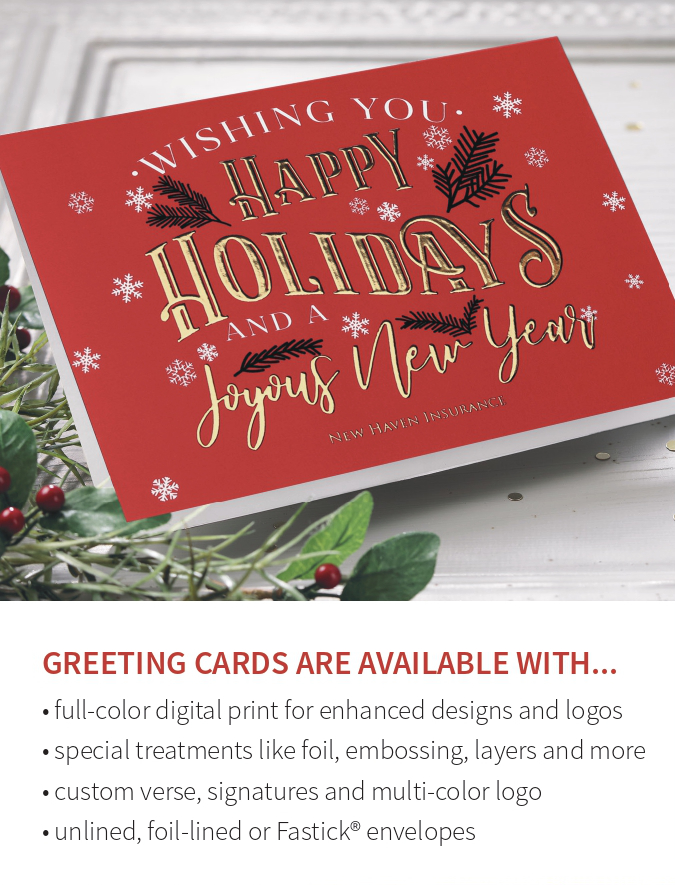 •WISHING YOU•
HAPPY
HOLIDAYS
AND A
Joyous New Year
NEW HAVEN INSURANCE
GREETING CARDS ARE AVAILABLE WITH...
• full-color digital print for enhanced designs and logos
• special treatments like foil, embossing, layers and more
• custom verse, signatures and multi-color logo
• unlined, foil-lined or Fastick® envelopes